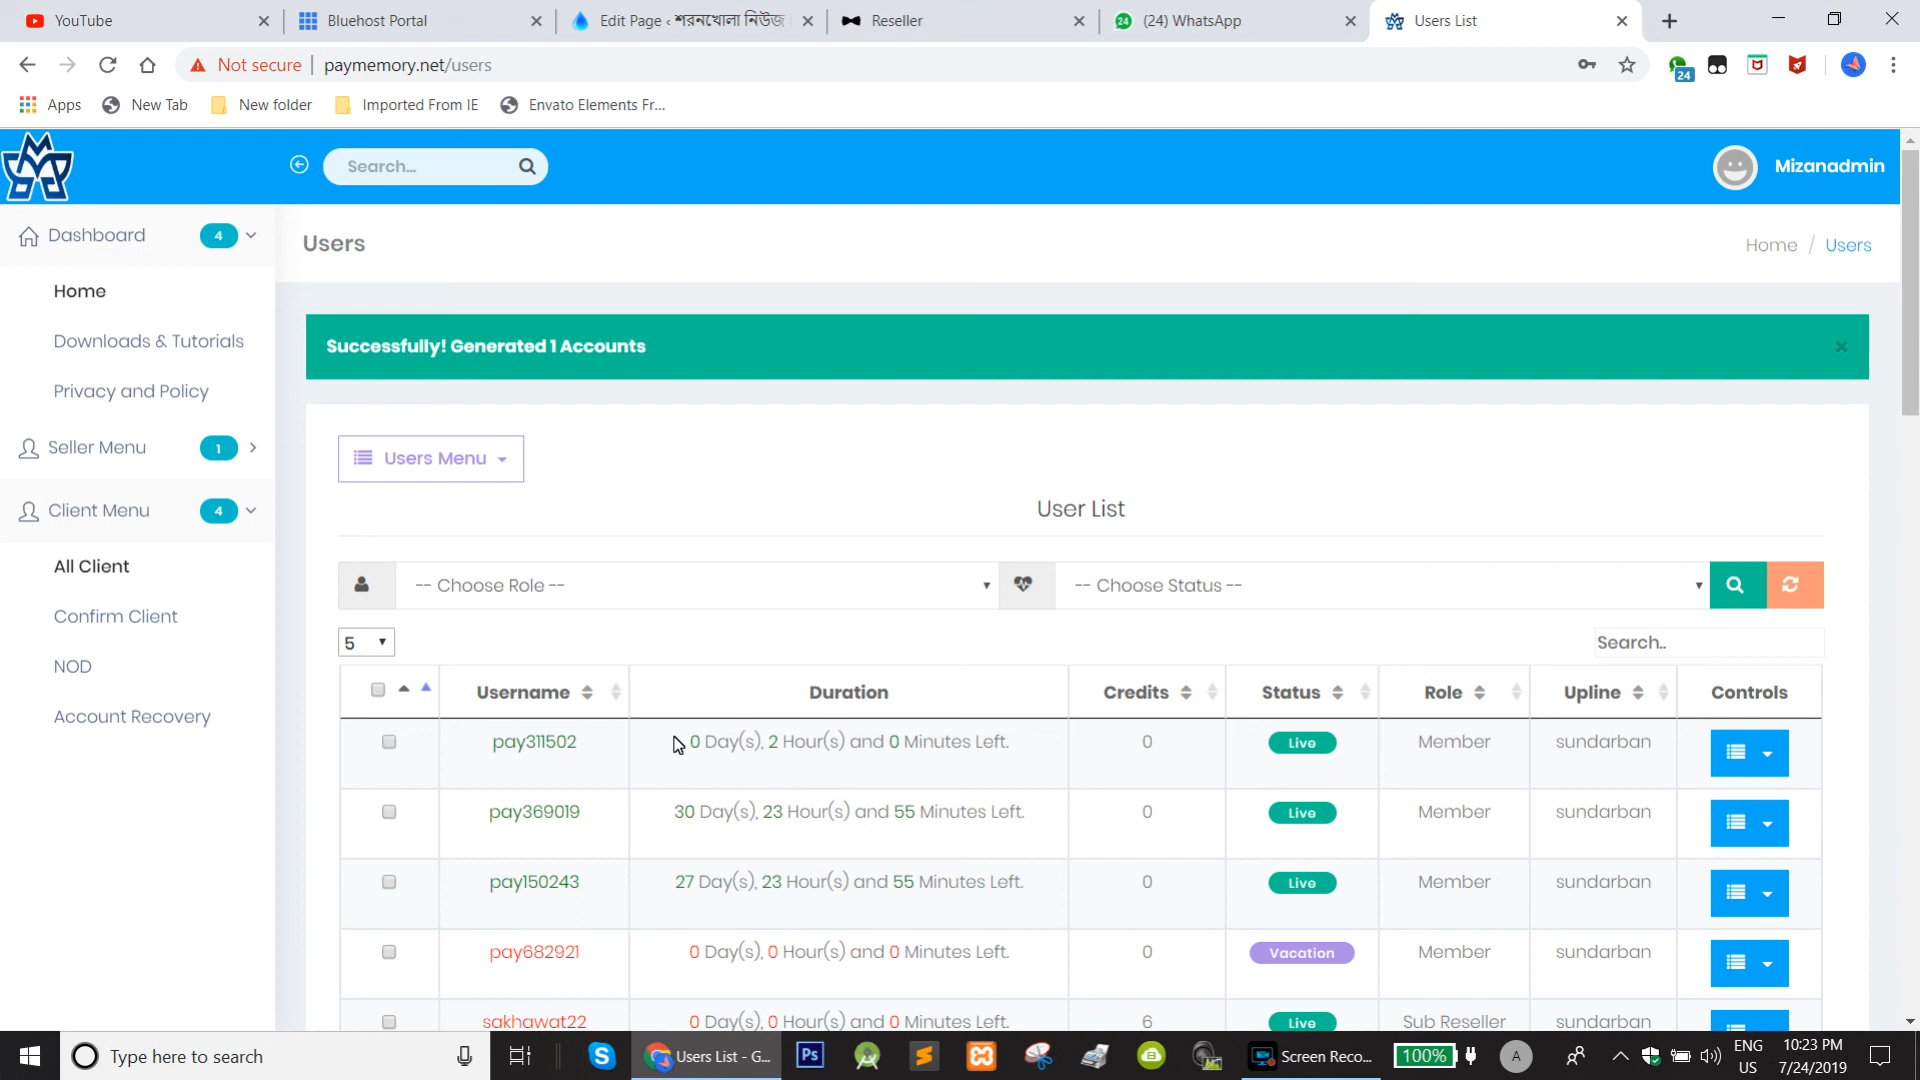 YouTube
Bluehost Portal
Edit Page ‹ শরনখোলা নিউজ
Reseller
(24) WhatsApp
Users List
Not secure
paymemory.net/users
24
Apps
New Tab
New folder
Imported From IE
Envato Elements Fr...
Search...
Mizanadmin
Dashboard 4
Home
Downloads & Tutorials
Privacy and Policy
Seller Menu 1
Client Menu 4
All Client
Confirm Client
NOD
Account Recovery
Users
Home / Users
Successfully! Generated 1 Accounts
Users Menu
User List
-- Choose Role --
-- Choose Status --
5
Search..
Username Duration Credits Status Role Upline Controls
pay311502 0 Day(s), 2 Hour(s) and 0 Minutes Left. 0 Live Member sundarban
pay369019 30 Day(s), 23 Hour(s) and 55 Minutes Left. 0 Live Member sundarban
pay150243 27 Day(s), 23 Hour(s) and 55 Minutes Left. 0 Live Member sundarban
pay682921 0 Day(s), 0 Hour(s) and 0 Minutes Left. 0 Vacation Member sundarban
sakhawat22 0 Day(s), 0 Hour(s) and 0 Minutes Left. 6 Live Sub Reseller sundarban
Type here to search
Users List - G...
Ps
Screen Reco...
100%
A
ENG
US
10:23 PM
7/24/2019